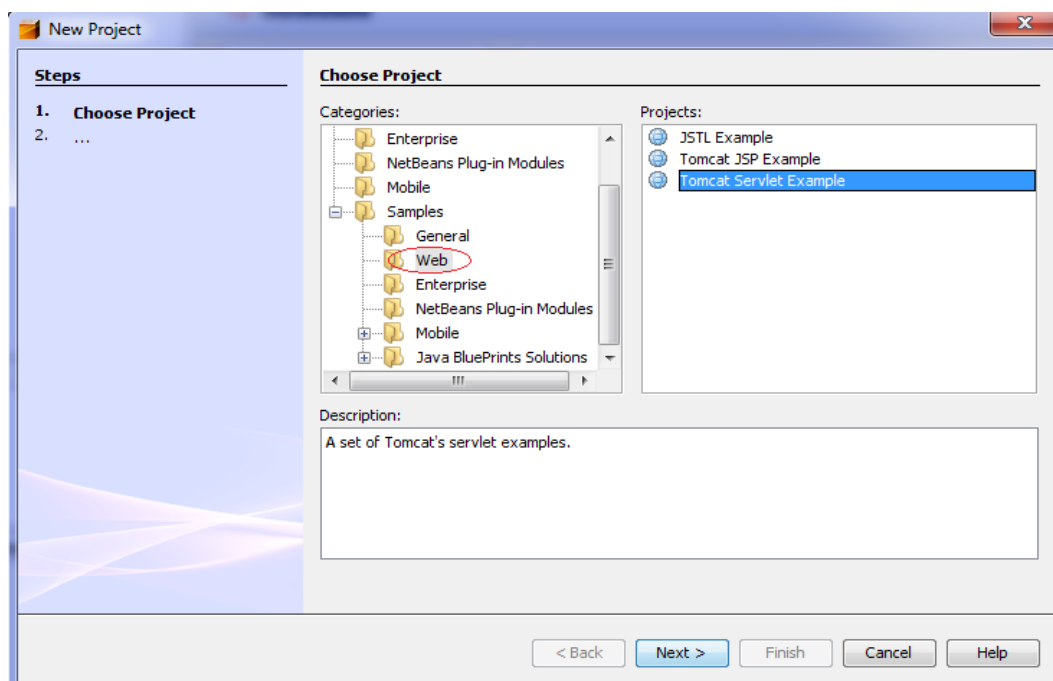 New Project
Steps
1. Choose Project
2. ...
Choose Project
Categories:
Enterprise
NetBeans Plug-in Modules
Mobile
Samples
General
Web
Enterprise
NetBeans Plug-in Modules
Mobile
Java BluePrints Solutions
Projects:
JSTL Example
Tomcat JSP Example
Tomcat Servlet Example
Description:
A set of Tomcat's servlet examples.
< Back Next > Finish Cancel Help